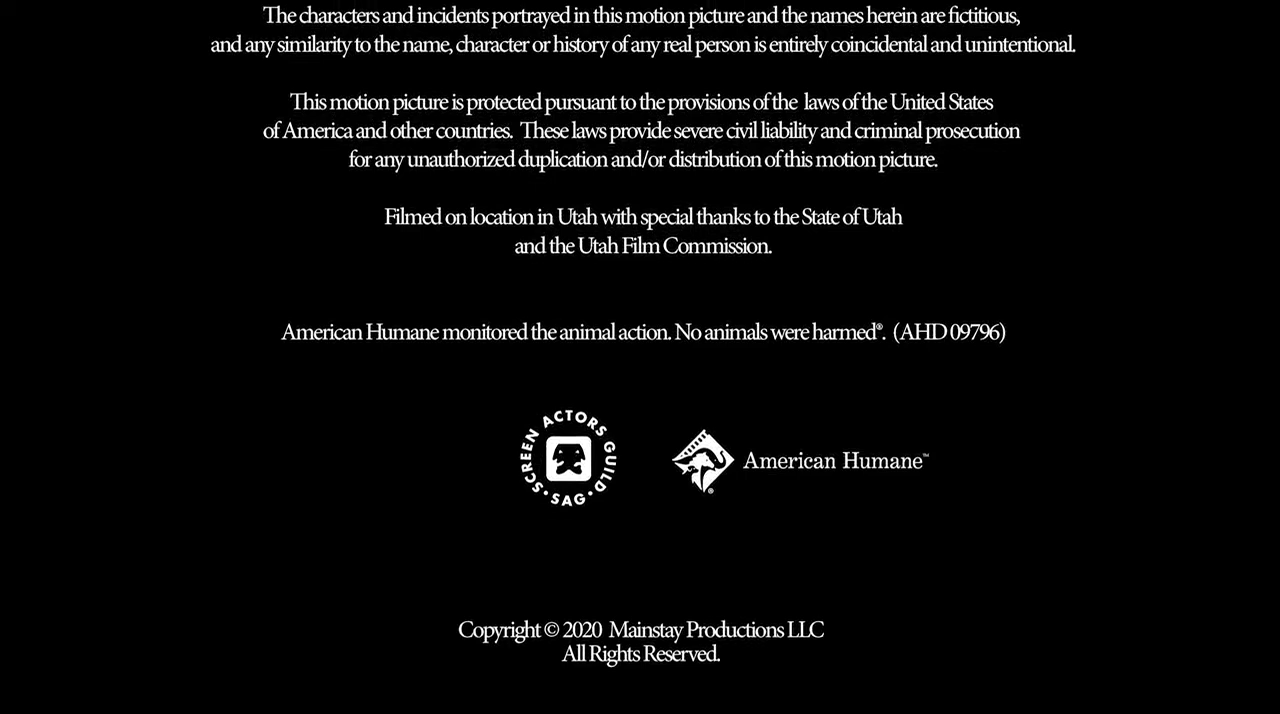 The characters and incidents portrayed in this motion picture and the names herein are fictitious,
and any similarity to the name, character or history of any real person is entirely coincidental and unintentional.
This motion picture is protected pursuant to the provisions of the laws of the United States
of America and other countries. These laws provide severe civil liability and criminal prosecution
for any unauthorized duplication and/or distribution of this motion picture.
Filmed on location in Utah with special thanks to the State of Utah
and the Utah Film Commission.
American Humane monitored the animal action. No animals were harmed®. (AHD 09796)
SCREEN ACTORS GUILD
• SAG •
American Humane™
®
Copyright © 2020 Mainstay Productions LLC
All Rights Reserved.